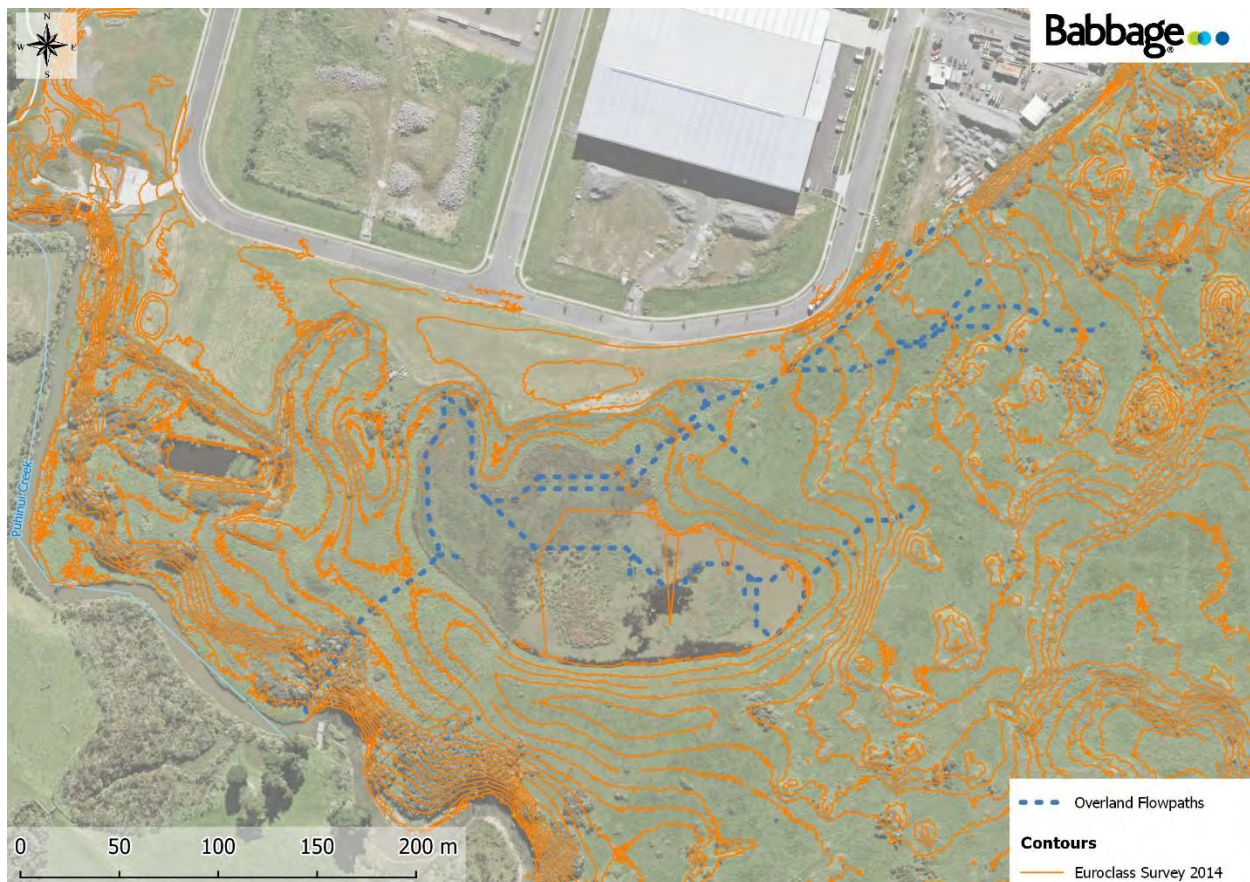 N
W E
S
Babbage®
Puhinui Creek
0 50 100 150 200 m
Overland Flowpaths
Contours
Euroclass Survey 2014